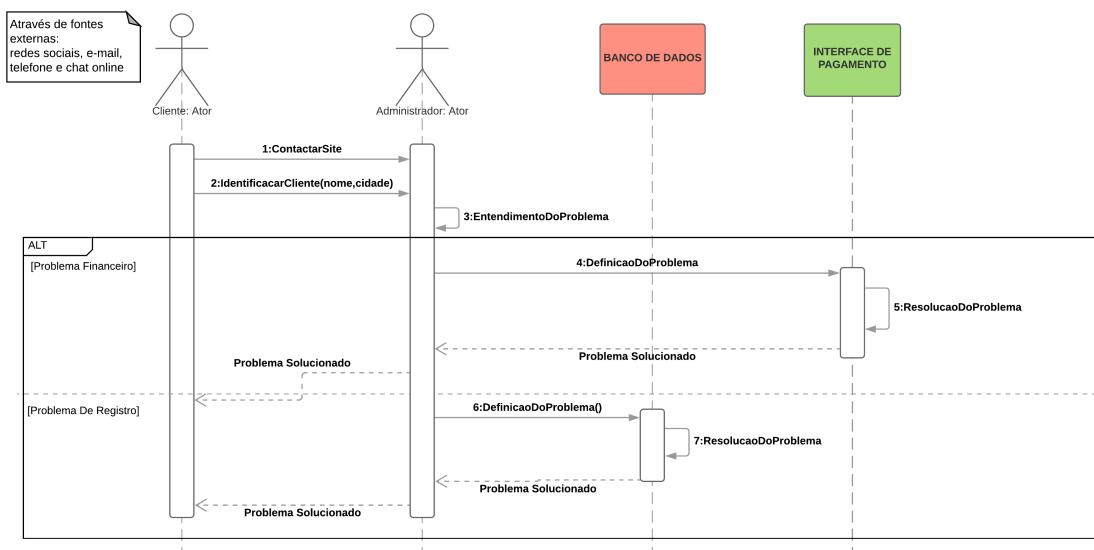 Através de fontes
externas:
redes sociais, e-mail,
telefone e chat online
Cliente: Ator
Administrador: Ator
BANCO DE DADOS
INTERFACE DE
PAGAMENTO
1:ContactarSite
2:IdentificacarCliente(nome,cidade)
3:EntendimentoDoProblema
ALT
[Problema Financeiro]
4:DefinicaoDoProblema
5:ResolucaoDoProblema
Problema Solucionado
Problema Solucionado
[Problema De Registro]
6:DefinicaoDoProblema()
7:ResolucaoDoProblema
Problema Solucionado
Problema Solucionado